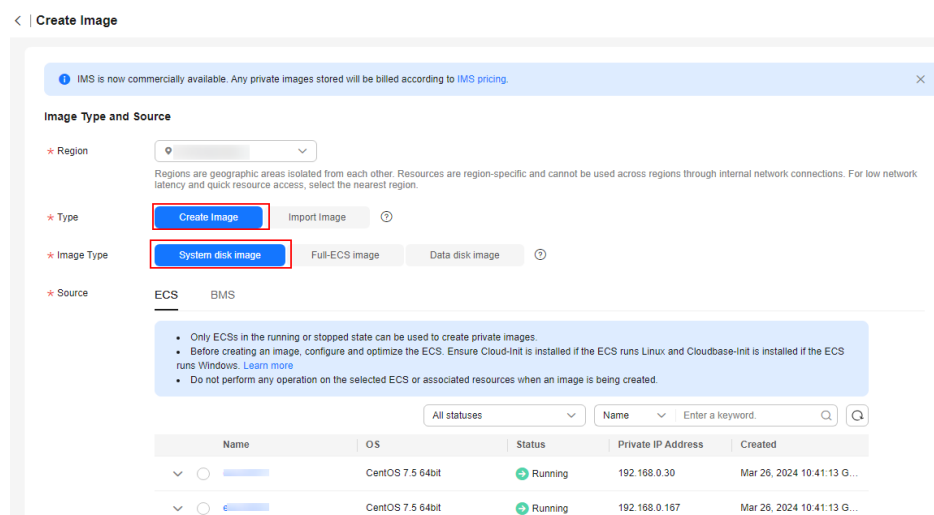 Create Image
IMS is now commercially available. Any private images stored will be billed according to IMS pricing.
Image Type and Source
* Region
Regions are geographic areas isolated from each other. Resources are region-specific and cannot be used across regions through internal network connections. For low network
latency and quick resource access, select the nearest region.
* Type Create Image Import Image
* Image Type System disk image Full-ECS image Data disk image
* Source ECS BMS
• Only ECSs in the running or stopped state can be used to create private images.
• Before creating an image, configure and optimize the ECS. Ensure Cloud-Init is installed if the ECS runs Linux and Cloudbase-Init is installed if the ECS
runs Windows. Learn more
• Do not perform any operation on the selected ECS or associated resources when an image is being created.
All statuses Name Enter a keyword.
Name OS Status Private IP Address Created
CentOS 7.5 64bit Running 192.168.0.30 Mar 26, 2024 10:41:13 G...
CentOS 7.5 64bit Running 192.168.0.167 Mar 26, 2024 10:41:13 G...